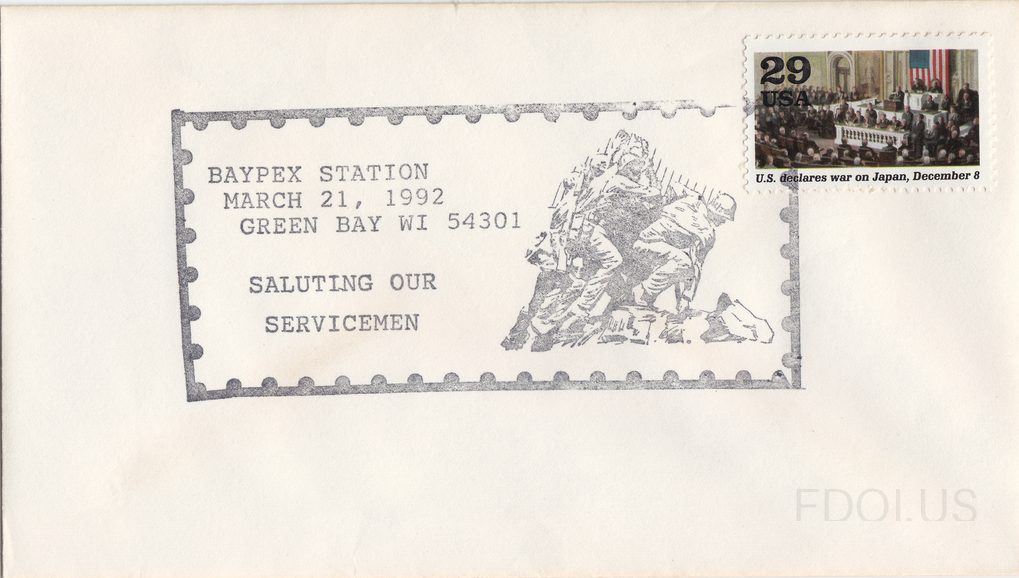 29
USA
U.S. declares war on Japan, December 8
BAYPEX STATION
MARCH 21, 1992
GREEN BAY WI 54301
SALUTING OUR
SERVICEMEN
FDOI.US